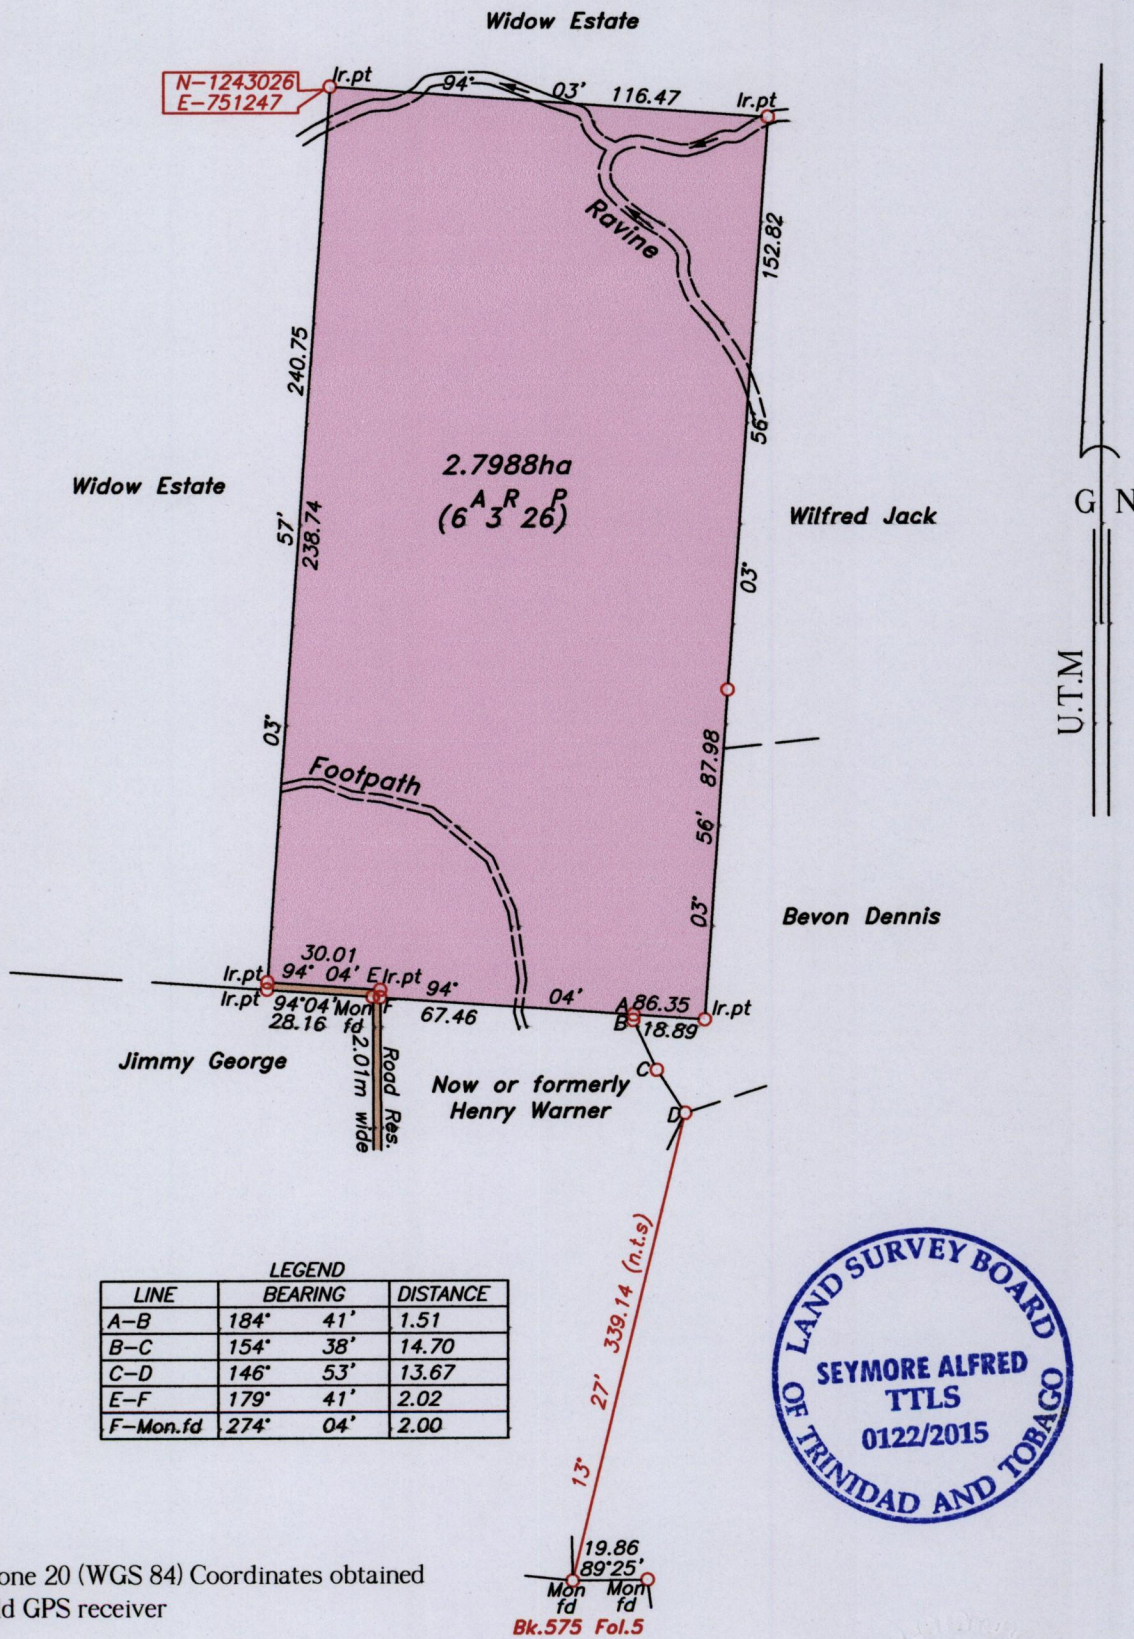 Widow Estate
N-1243026
E-751247
Ir.pt
94° 03' 116.47
Ir.pt
Ravine
152.82
56'
03°
240.75
57'
238.74
03°
2.7988ha
A R P
(6 3 26)
Widow Estate
Wilfred Jack
G N
U.T.M
87.98
56'
03°
Footpath
Bevon Dennis
30.01
Ir.pt 94° 04' E Ir.pt 94° 04' A 86.35 Ir.pt
Ir.pt 94°04' Mon F 67.46 B 18.89
28.16 fd
Jimmy George
Road Res.
2.01m wide
Now or formerly
Henry Warner
C
D
339.14 (n.t.s)
27'
13°
LEGEND
LINE BEARING DISTANCE
A-B 184° 41' 1.51
B-C 154° 38' 14.70
C-D 146° 53' 13.67
E-F 179° 41' 2.02
F-Mon.fd 274° 04' 2.00
LAND SURVEY BOARD
SEYMORE ALFRED
TTLS
0122/2015
OF TRINIDAD AND TOBAGO
19.86
89°25'
Mon Mon
fd fd
Bk.575 Fol.5
one 20 (WGS 84) Coordinates obtained
d GPS receiver